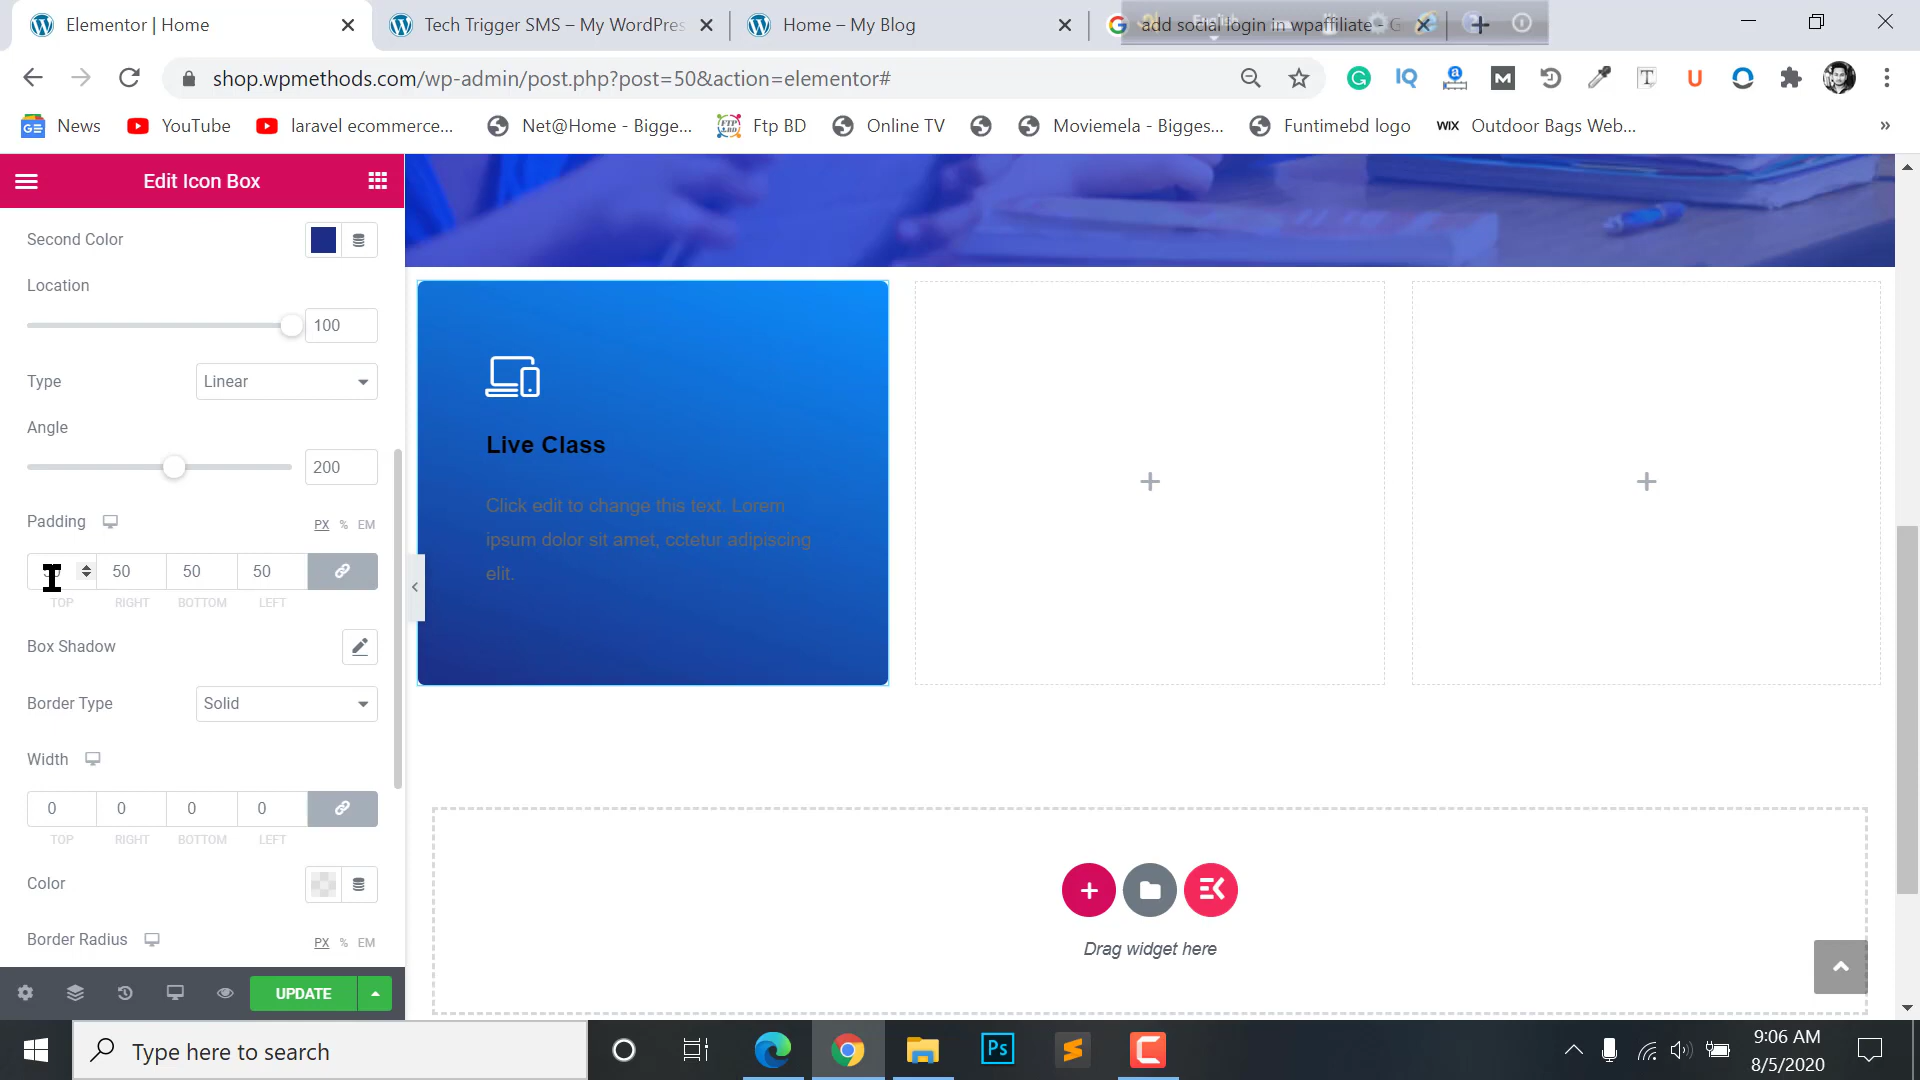 Elementor | Home
Tech Trigger SMS – My WordPres
Home – My Blog
add social login in wpaffiliate - G
shop.wpmethods.com/wp-admin/post.php?post=50&action=elementor#
News
YouTube
laravel ecommerce...
Net@Home - Bigge...
Ftp BD
Online TV
Moviemela - Bigges...
Funtimebd logo
WIX Outdoor Bags Web...
»
Edit Icon Box
Second Color
Location
100
Type
Linear
Angle
200
Padding
PX % EM
50 50 50
TOP RIGHT BOTTOM LEFT
Box Shadow
Border Type
Solid
Width
0 0 0 0
TOP RIGHT BOTTOM LEFT
Color
Border Radius
PX % EM
UPDATE
Live Class
Click edit to change this text. Lorem
ipsum dolor sit amet, cctetur adipiscing
elit.
Drag widget here
Type here to search
Ps
9:06 AM
8/5/2020